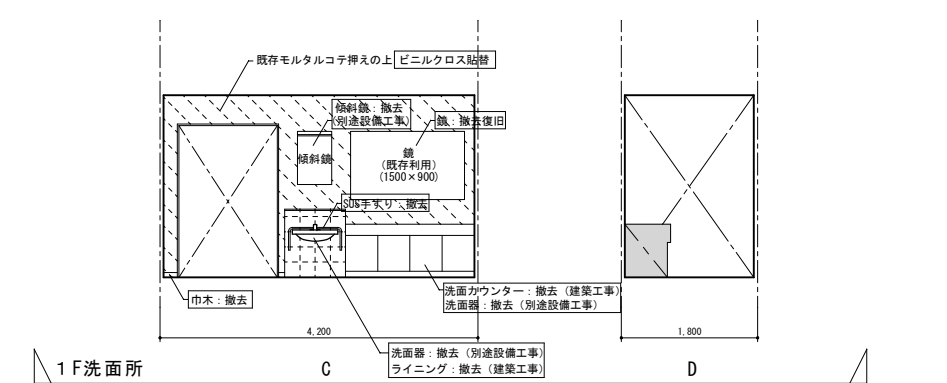 既存モルタルコテ押えの上 ビニルクロス貼替
傾斜鏡：撤去
(別途設備工事)
鏡：撤去復旧
傾斜鏡
鏡
(既存利用)
(1500×900)
SUS手すり：撤去
巾木：撤去
洗面カウンター：撤去（建築工事）
洗面器：撤去（別途設備工事）
4,200
1,800
洗面器：撤去（別途設備工事）
ライニング：撤去（建築工事）
1F洗面所
C
D